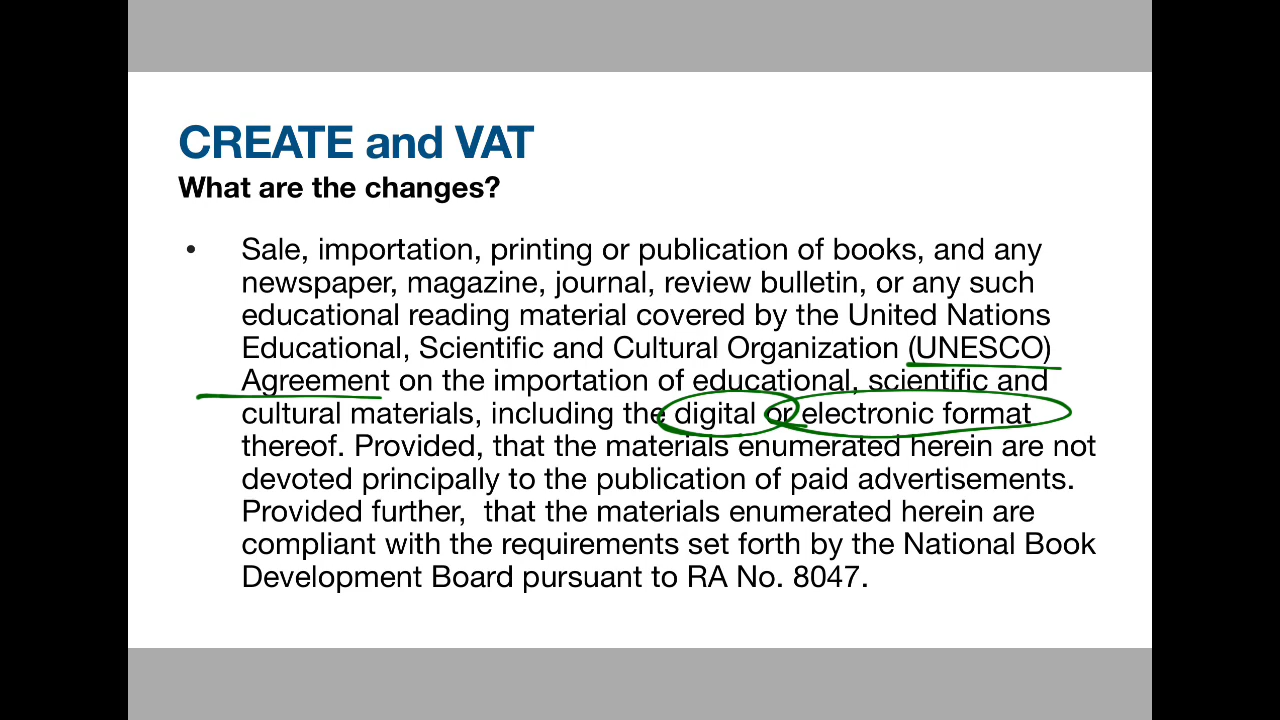 CREATE and VAT
What are the changes?
• Sale, importation, printing or publication of books, and any
newspaper, magazine, journal, review bulletin, or any such
educational reading material covered by the United Nations
Educational, Scientific and Cultural Organization (UNESCO)
Agreement on the importation of educational, scientific and
cultural materials, including the digital or electronic format
thereof. Provided, that the materials enumerated herein are not
devoted principally to the publication of paid advertisements.
Provided further,  that the materials enumerated herein are
compliant with the requirements set forth by the National Book
Development Board pursuant to RA No. 8047.